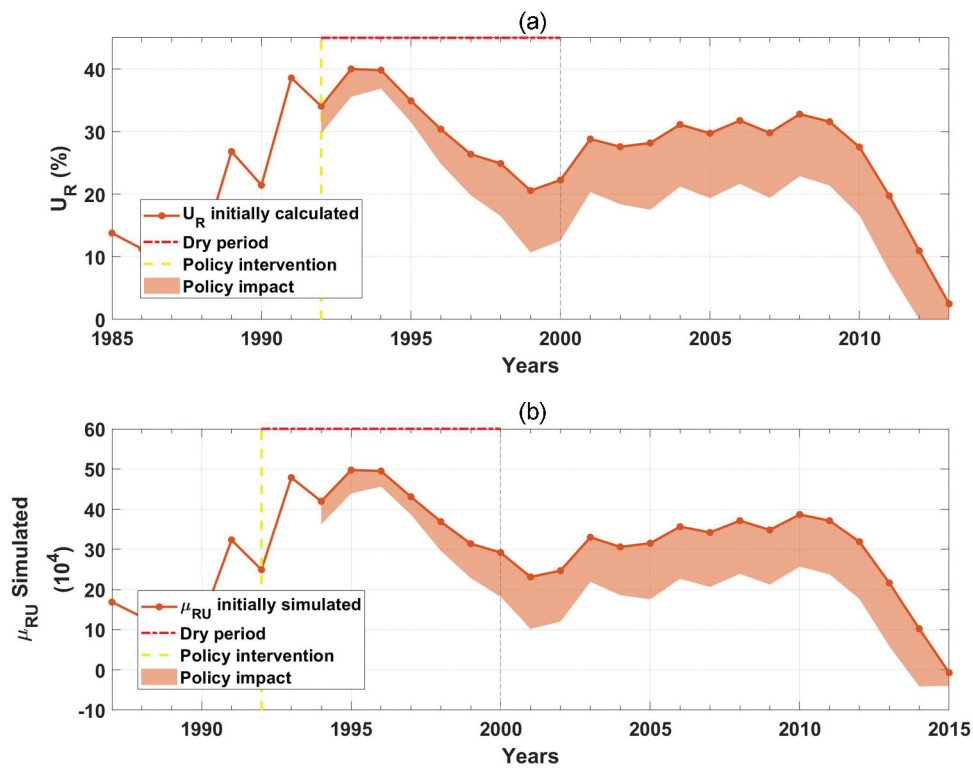 (a)
40
30
20
10
0
U_R (%)
U_R initially calculated
Dry period
Policy intervention
Policy impact
1985 1990 1995 2000 2005 2010
Years
(b)
60
50
40
30
20
10
0
-10
μ_RU Simulated
(10^4)
μ_RU initially simulated
Dry period
Policy intervention
Policy impact
1990 1995 2000 2005 2010 2015
Years